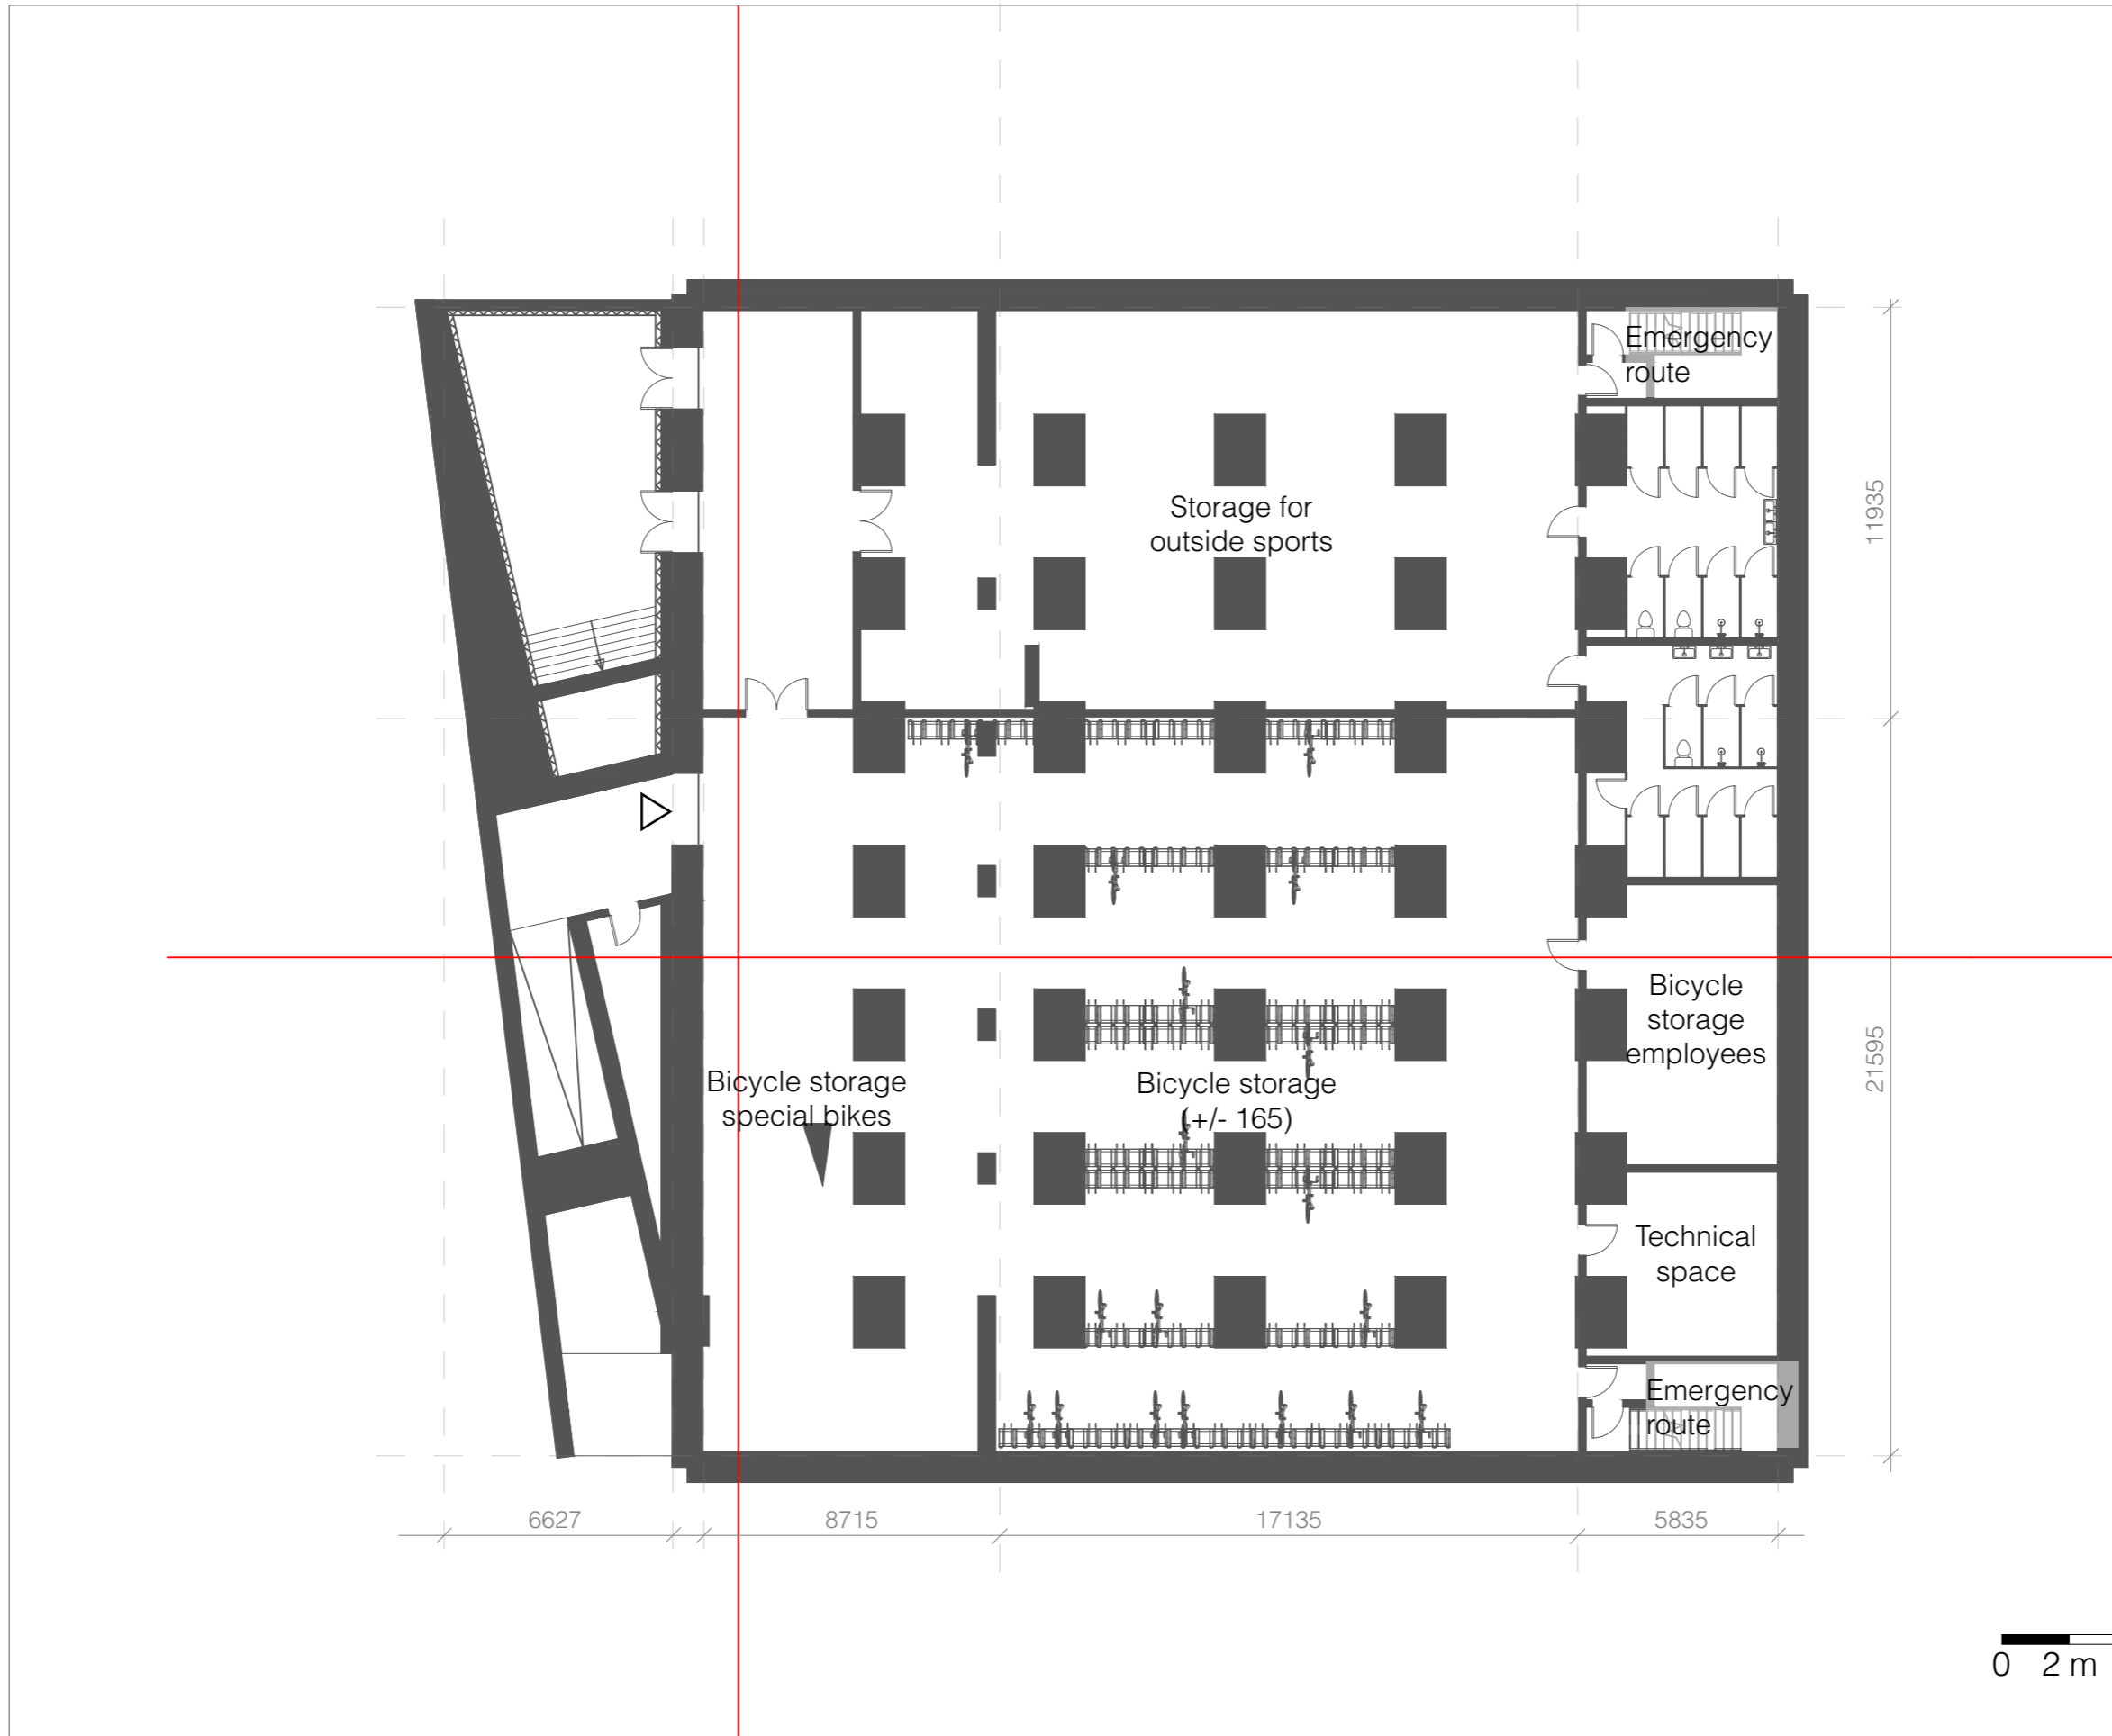 Emergency
route
Storage for
outside sports
11935
Bicycle
storage
employees
21595
Bicycle storage
special bikes
Bicycle storage
(+/- 165)
Technical
space
Emergency
route
6627
8715
17135
5835
0 2 m